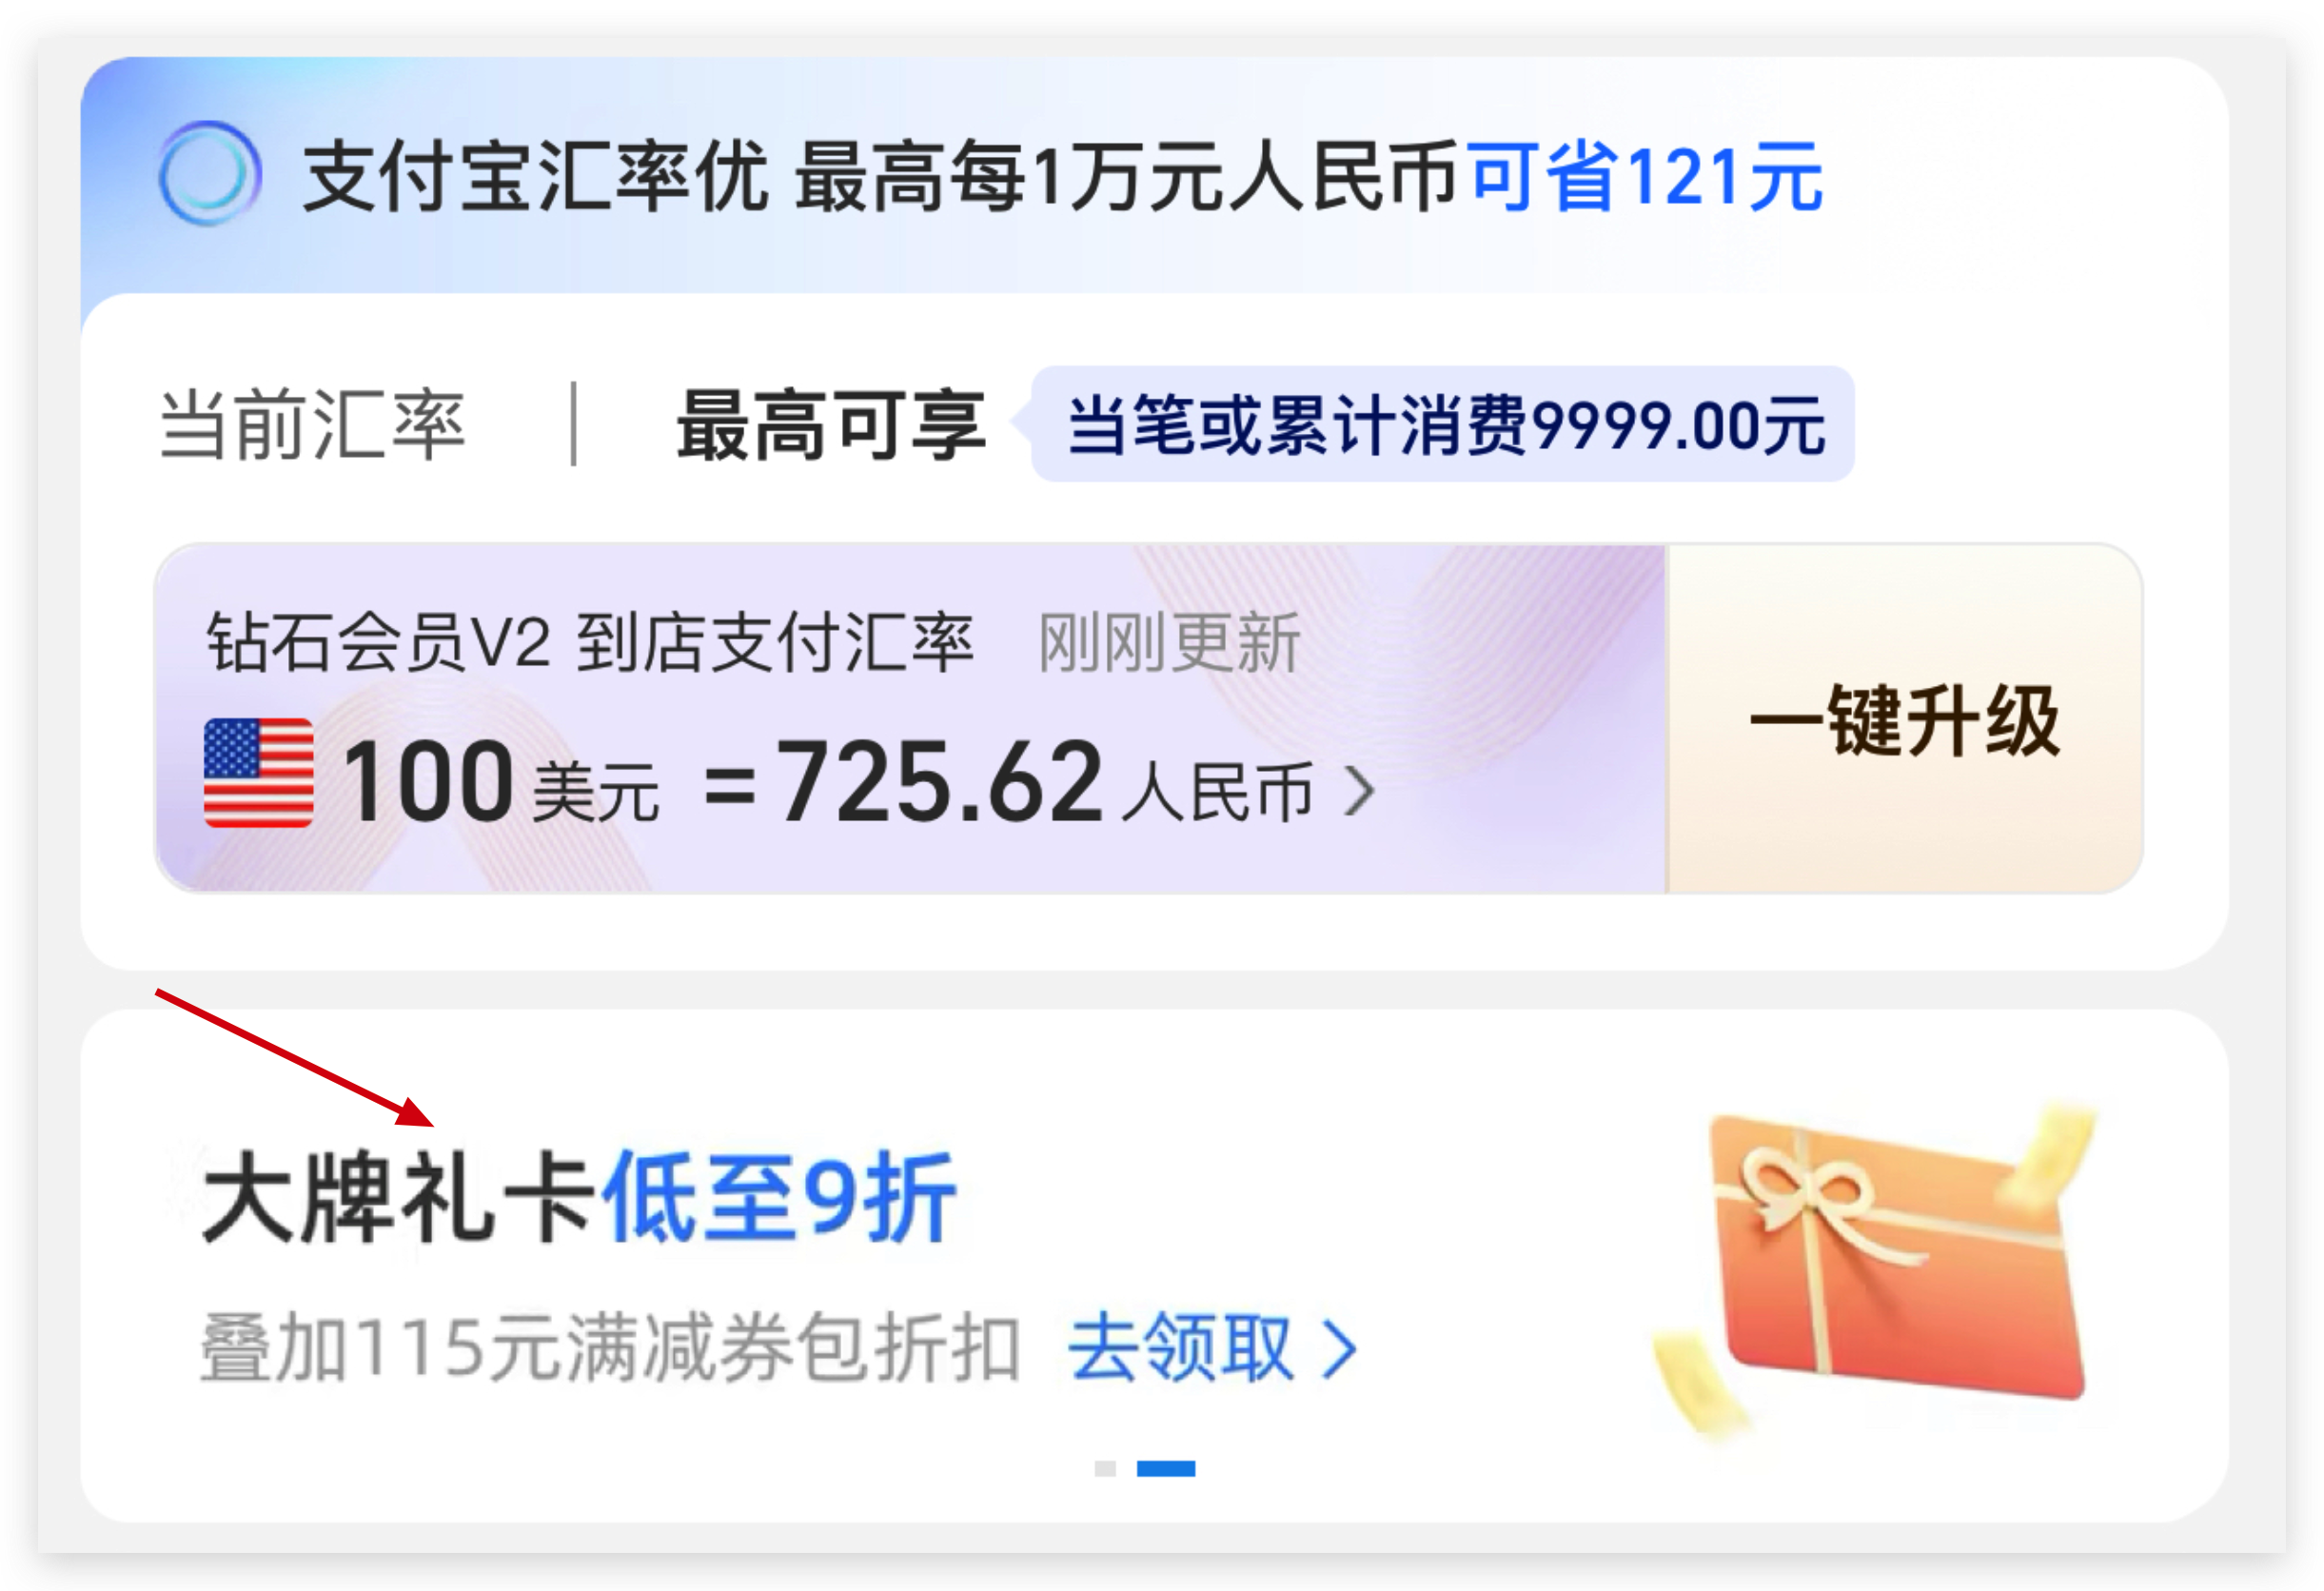 支付宝汇率优 最高每1万元人民币可省121元
当前汇率 | 最高可享 当笔或累计消费9999.00元
钻石会员V2 到店支付汇率 刚刚更新
100 美元 = 725.62 人民币 >
一键升级
大牌礼卡低至9折
叠加115元满减券包折扣 去领取 >